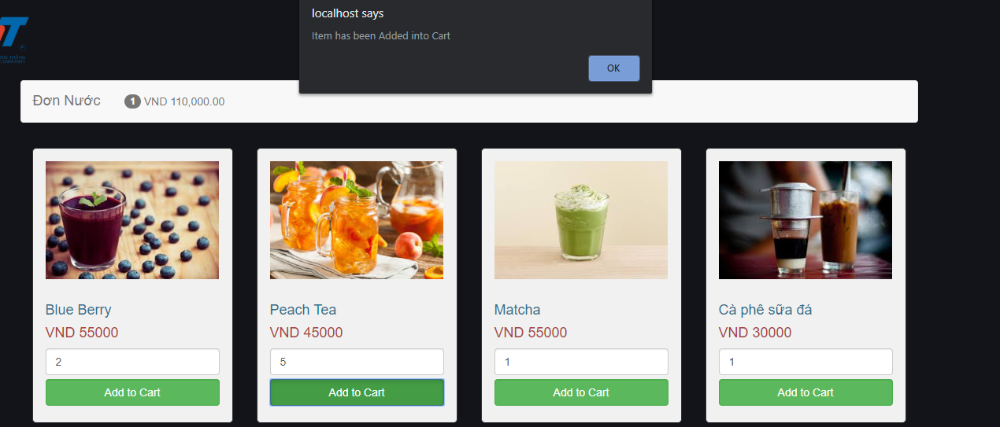 localhost says
Item has been Added into Cart
OK
Đơn Nước 1 VND 110,000.00
Blue Berry
VND 55000
2
Add to Cart
Peach Tea
VND 45000
5
Add to Cart
Matcha
VND 55000
1
Add to Cart
Cà phê sữa đá
VND 30000
1
Add to Cart